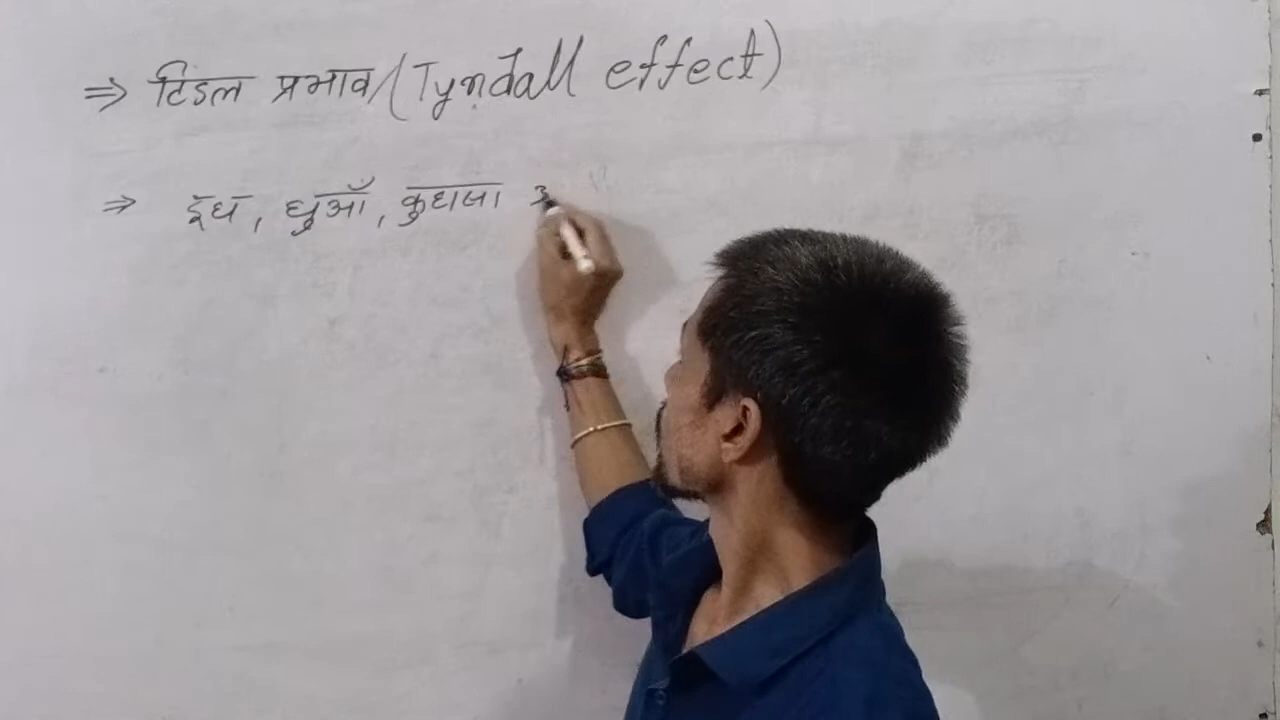 ⇒ टिंडल प्रभाव (Tyndall effect)
⇒ दूध, धुआँ, कुहासा